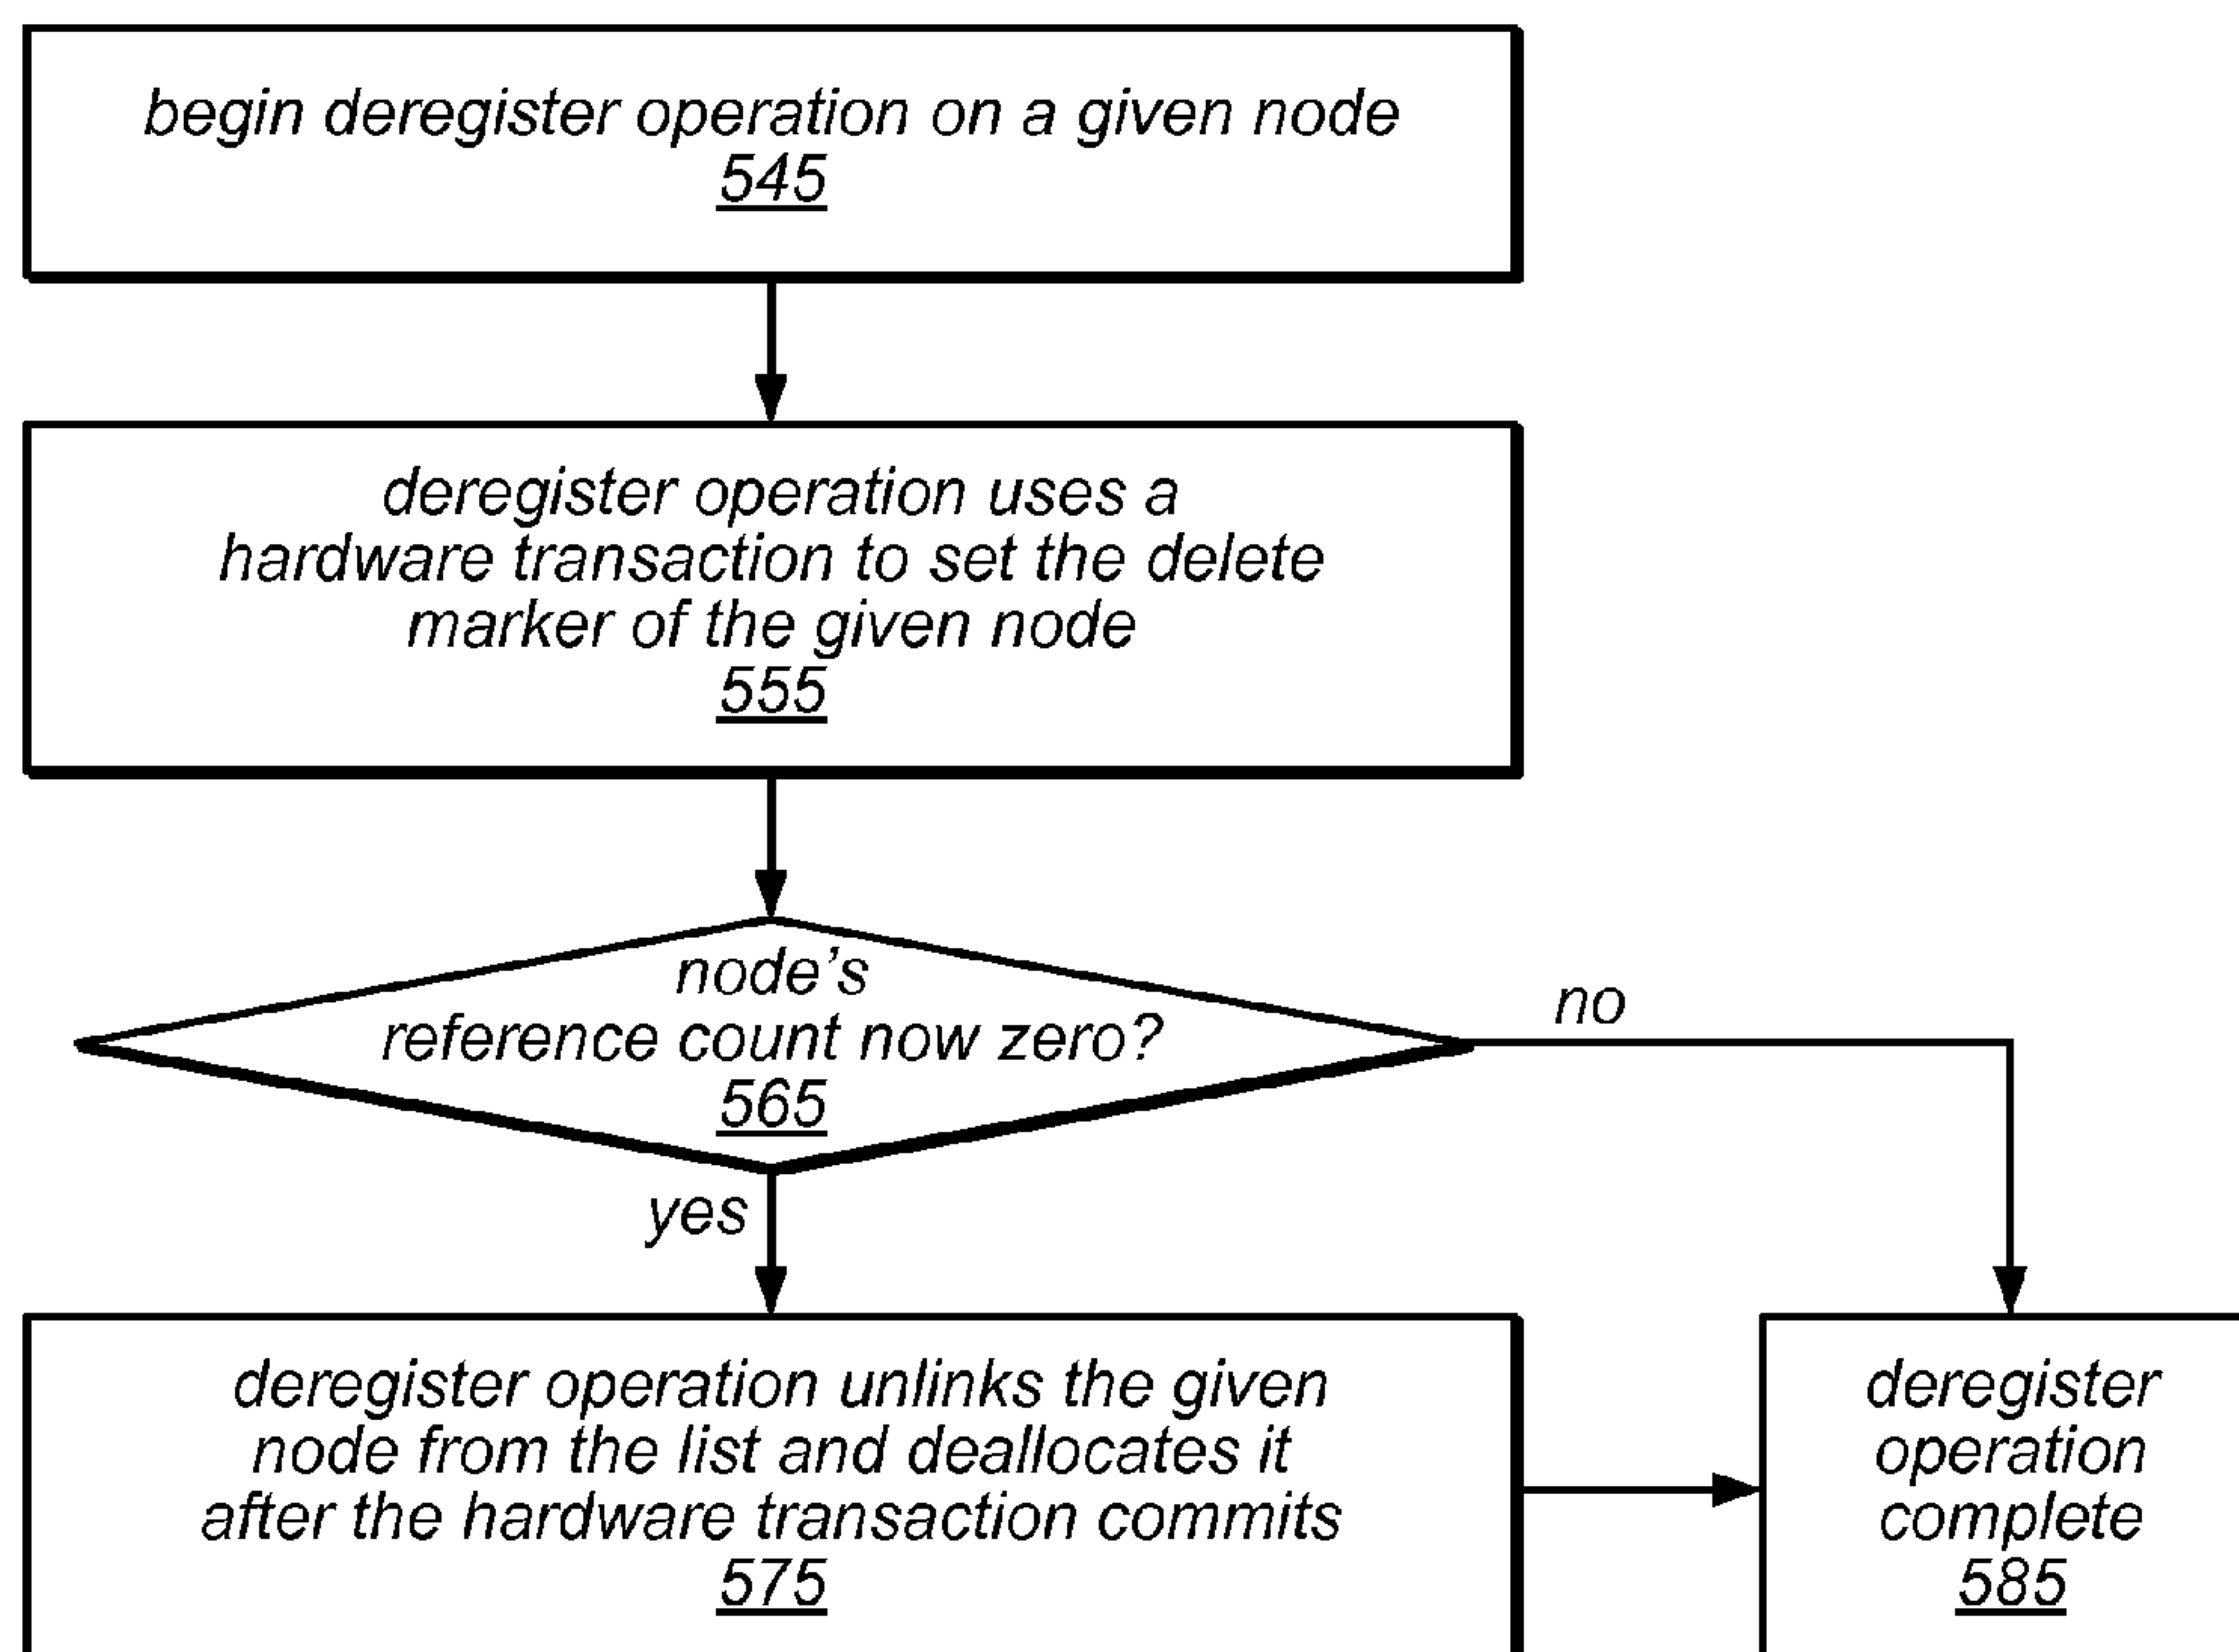 begin deregister operation on a given node
545
deregister operation uses a
hardware transaction to set the delete
marker of the given node
555
node's
reference count now zero?
565
no
yes
deregister operation unlinks the given
node from the list and deallocates it
after the hardware transaction commits
575
deregister
operation
complete
585